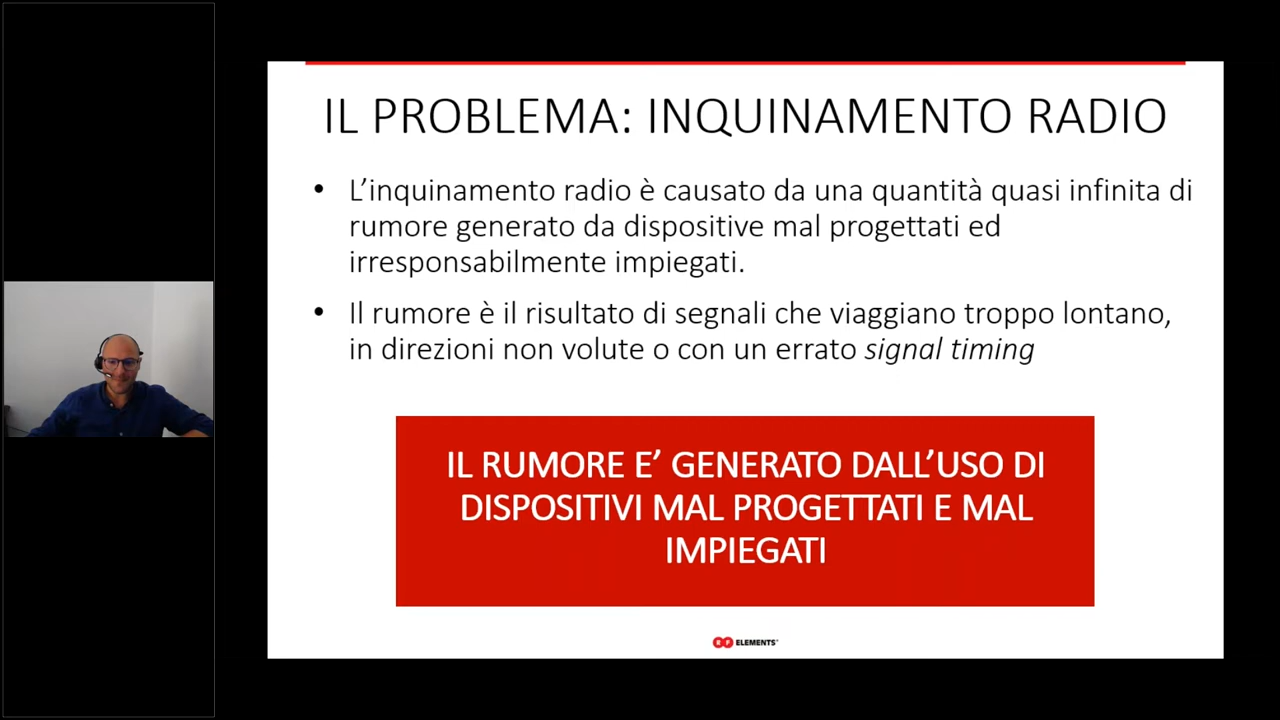 IL PROBLEMA: INQUINAMENTO RADIO
• L’inquinamento radio è causato da una quantità quasi infinita di
rumore generato da dispositive mal progettati ed
irresponsabilmente impiegati.
• Il rumore è il risultato di segnali che viaggiano troppo lontano,
in direzioni non volute o con un errato signal timing
IL RUMORE E’ GENERATO DALL’USO DI
DISPOSITIVI MAL PROGETTATI E MAL
IMPIEGATI
RF ELEMENTS™